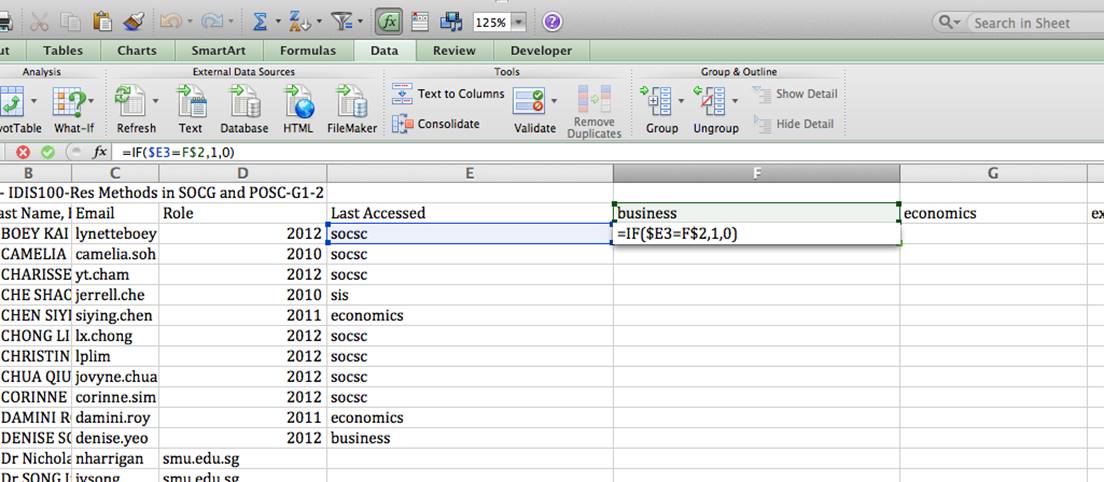 125%
Search in Sheet
Tables Charts SmartArt Formulas Data Review Developer
Analysis External Data Sources Tools Group & Outline
What-If Refresh Text Database HTML FileMaker Text to Columns Consolidate Validate Remove Duplicates Group Ungroup Show Detail Hide Detail
fx =IF($E3=F$2,1,0)
B C D E F G
- IDIS100-Res Methods in SOCG and POSC-G1-2
ast Name, Email Role Last Accessed business economics
BOEY KAI lynetteboey 2012 socsc =IF($E3=F$2,1,0)
CAMELIA camelia.soh 2010 socsc
CHARISSE yt.cham 2012 socsc
CHE SHAO jerrell.che 2010 sis
CHEN SIYI siying.chen 2011 economics
CHONG LI lx.chong 2012 socsc
CHRISTIN lplim 2012 socsc
CHUA QIU jovyne.chua 2012 socsc
CORINNE corinne.sim 2012 socsc
DAMINI damini.roy 2011 economics
DENISE denise.yeo 2012 business
Dr Nichola nharrigan smu.edu.sg
Dr SONG smu.edu.sg